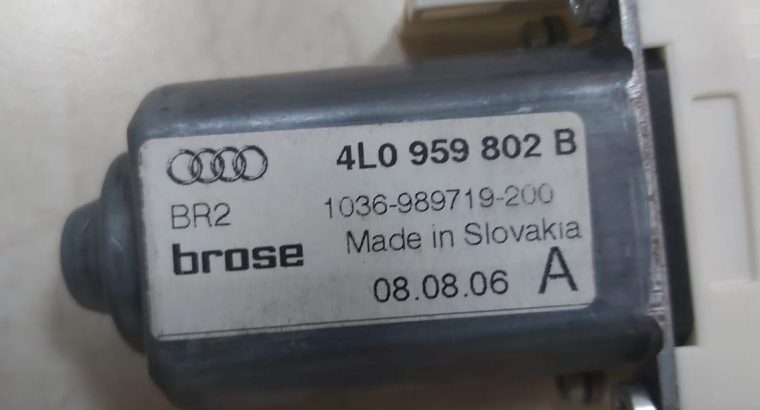 4L0 959 802 B
BR2 1036-989719-200
brose Made in Slovakia
08.08.06 A